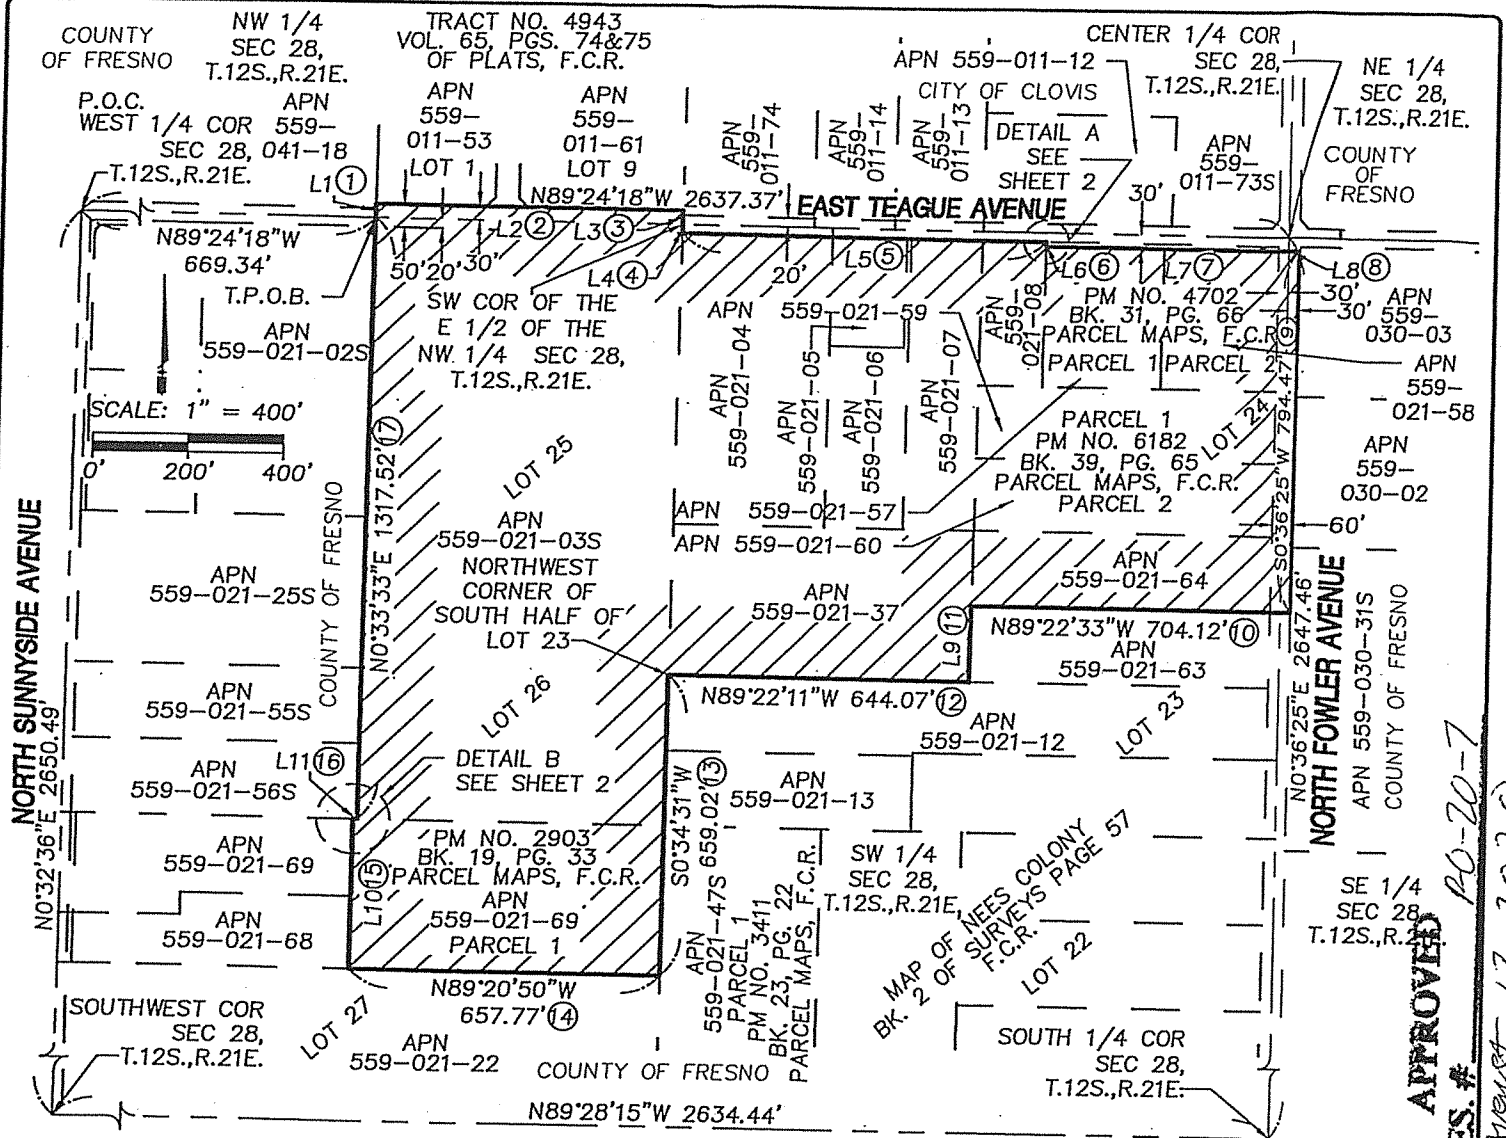 COUNTY
OF FRESNO
NW 1/4
SEC 28,
T.12S.,R.21E.
TRACT NO. 4943
VOL. 65, PGS. 74&75
OF PLATS, F.C.R.
APN 559-011-12
CITY OF CLOVIS
CENTER 1/4 COR
SEC 28,
T.12S.,R.21E.
NE 1/4
SEC 28,
T.12S.,R.21E.
COUNTY
OF
FRESNO
P.O.C.
WEST 1/4 COR
SEC 28,
T.12S.,R.21E.
APN
559-
041-18
APN
559-
011-53
LOT 1
APN
559-
011-61
LOT 9
APN
559-
011-74
APN
559-
011-14
APN
559-
011-13
DETAIL A
SEE
SHEET 2
APN
559-
011-73S
L1 1
N89°24'18"W 2637.37'
EAST TEAGUE AVENUE
30'
N89°24'18"W
669.34'
T.P.O.B.
50'
20'
30'
L2 2
L3 3
L4 4
20'
L5 5
L6 6
L7 7
L8 8
SW COR OF THE
E 1/2 OF THE
NW 1/4 SEC 28,
T.12S.,R.21E.
APN
559-021-02S
APN 559-021-59
APN
559-021-04
APN
559-021-05
APN
559-021-06
APN
559-021-07
APN
559-
021-08
PM NO. 4702
BK. 31, PG. 66
PARCEL MAPS, F.C.R.
PARCEL 1
PARCEL 2
30'
30'
APN
559-
030-03
APN
559-
021-58
SCALE: 1" = 400'
0' 200' 400'
LOT 25
PARCEL 1
PM NO. 6182
BK. 39, PG. 65
PARCEL MAPS, F.C.R.
PARCEL 2
LOT 24
S0°36'25"W 794.47' 9
APN
559-
030-02
60'
APN 559-021-57
APN 559-021-60
N0°33'33"E 1317.52' 17
COUNTY OF FRESNO
NORTH SUNNYSIDE AVENUE
N0°32'36"E 2650.49'
APN
559-021-03S
NORTHWEST
CORNER OF
SOUTH HALF OF
LOT 23
APN
559-021-25S
APN
559-021-37
APN
559-021-64
L9 11
N89°22'33"W 704.12' 10
APN
559-021-63
N0°36'25"E 2647.46'
NORTH FOWLER AVENUE
APN 559-030-31S
COUNTY OF FRESNO
APN
559-021-55S
LOT 26
N89°22'11"W 644.07' 12
APN
559-021-12
LOT 23
L11 16
DETAIL B
SEE SHEET 2
APN
559-021-56S
S0°34'31"W 659.02' 13
APN
559-021-13
APN
559-021-69
L10 15
PM NO. 2903
BK. 19, PG. 33
PARCEL MAPS, F.C.R.
APN
559-021-69
PARCEL 1
APN
559-021-68
APN
559-021-47S
PARCEL 1
PM NO. 3411
BK. 23, PG. 22
PARCEL MAPS, F.C.R.
SW 1/4
SEC 28,
T.12S.,R.21E.
MAP OF NEES COLONY
BK. 2 OF SURVEYS PAGE 57
F.C.R.
LOT 22
SE 1/4
SEC 28,
T.12S.,R.21E.
APPROVED
RO-20-7
N89°20'50"W
657.77' 14
LOT 27
APN
559-021-22
COUNTY OF FRESNO
SOUTHWEST COR
SEC 28,
T.12S.,R.21E.
SOUTH 1/4 COR
SEC 28,
T.12S.,R.21E.
N89°28'15"W 2634.44'